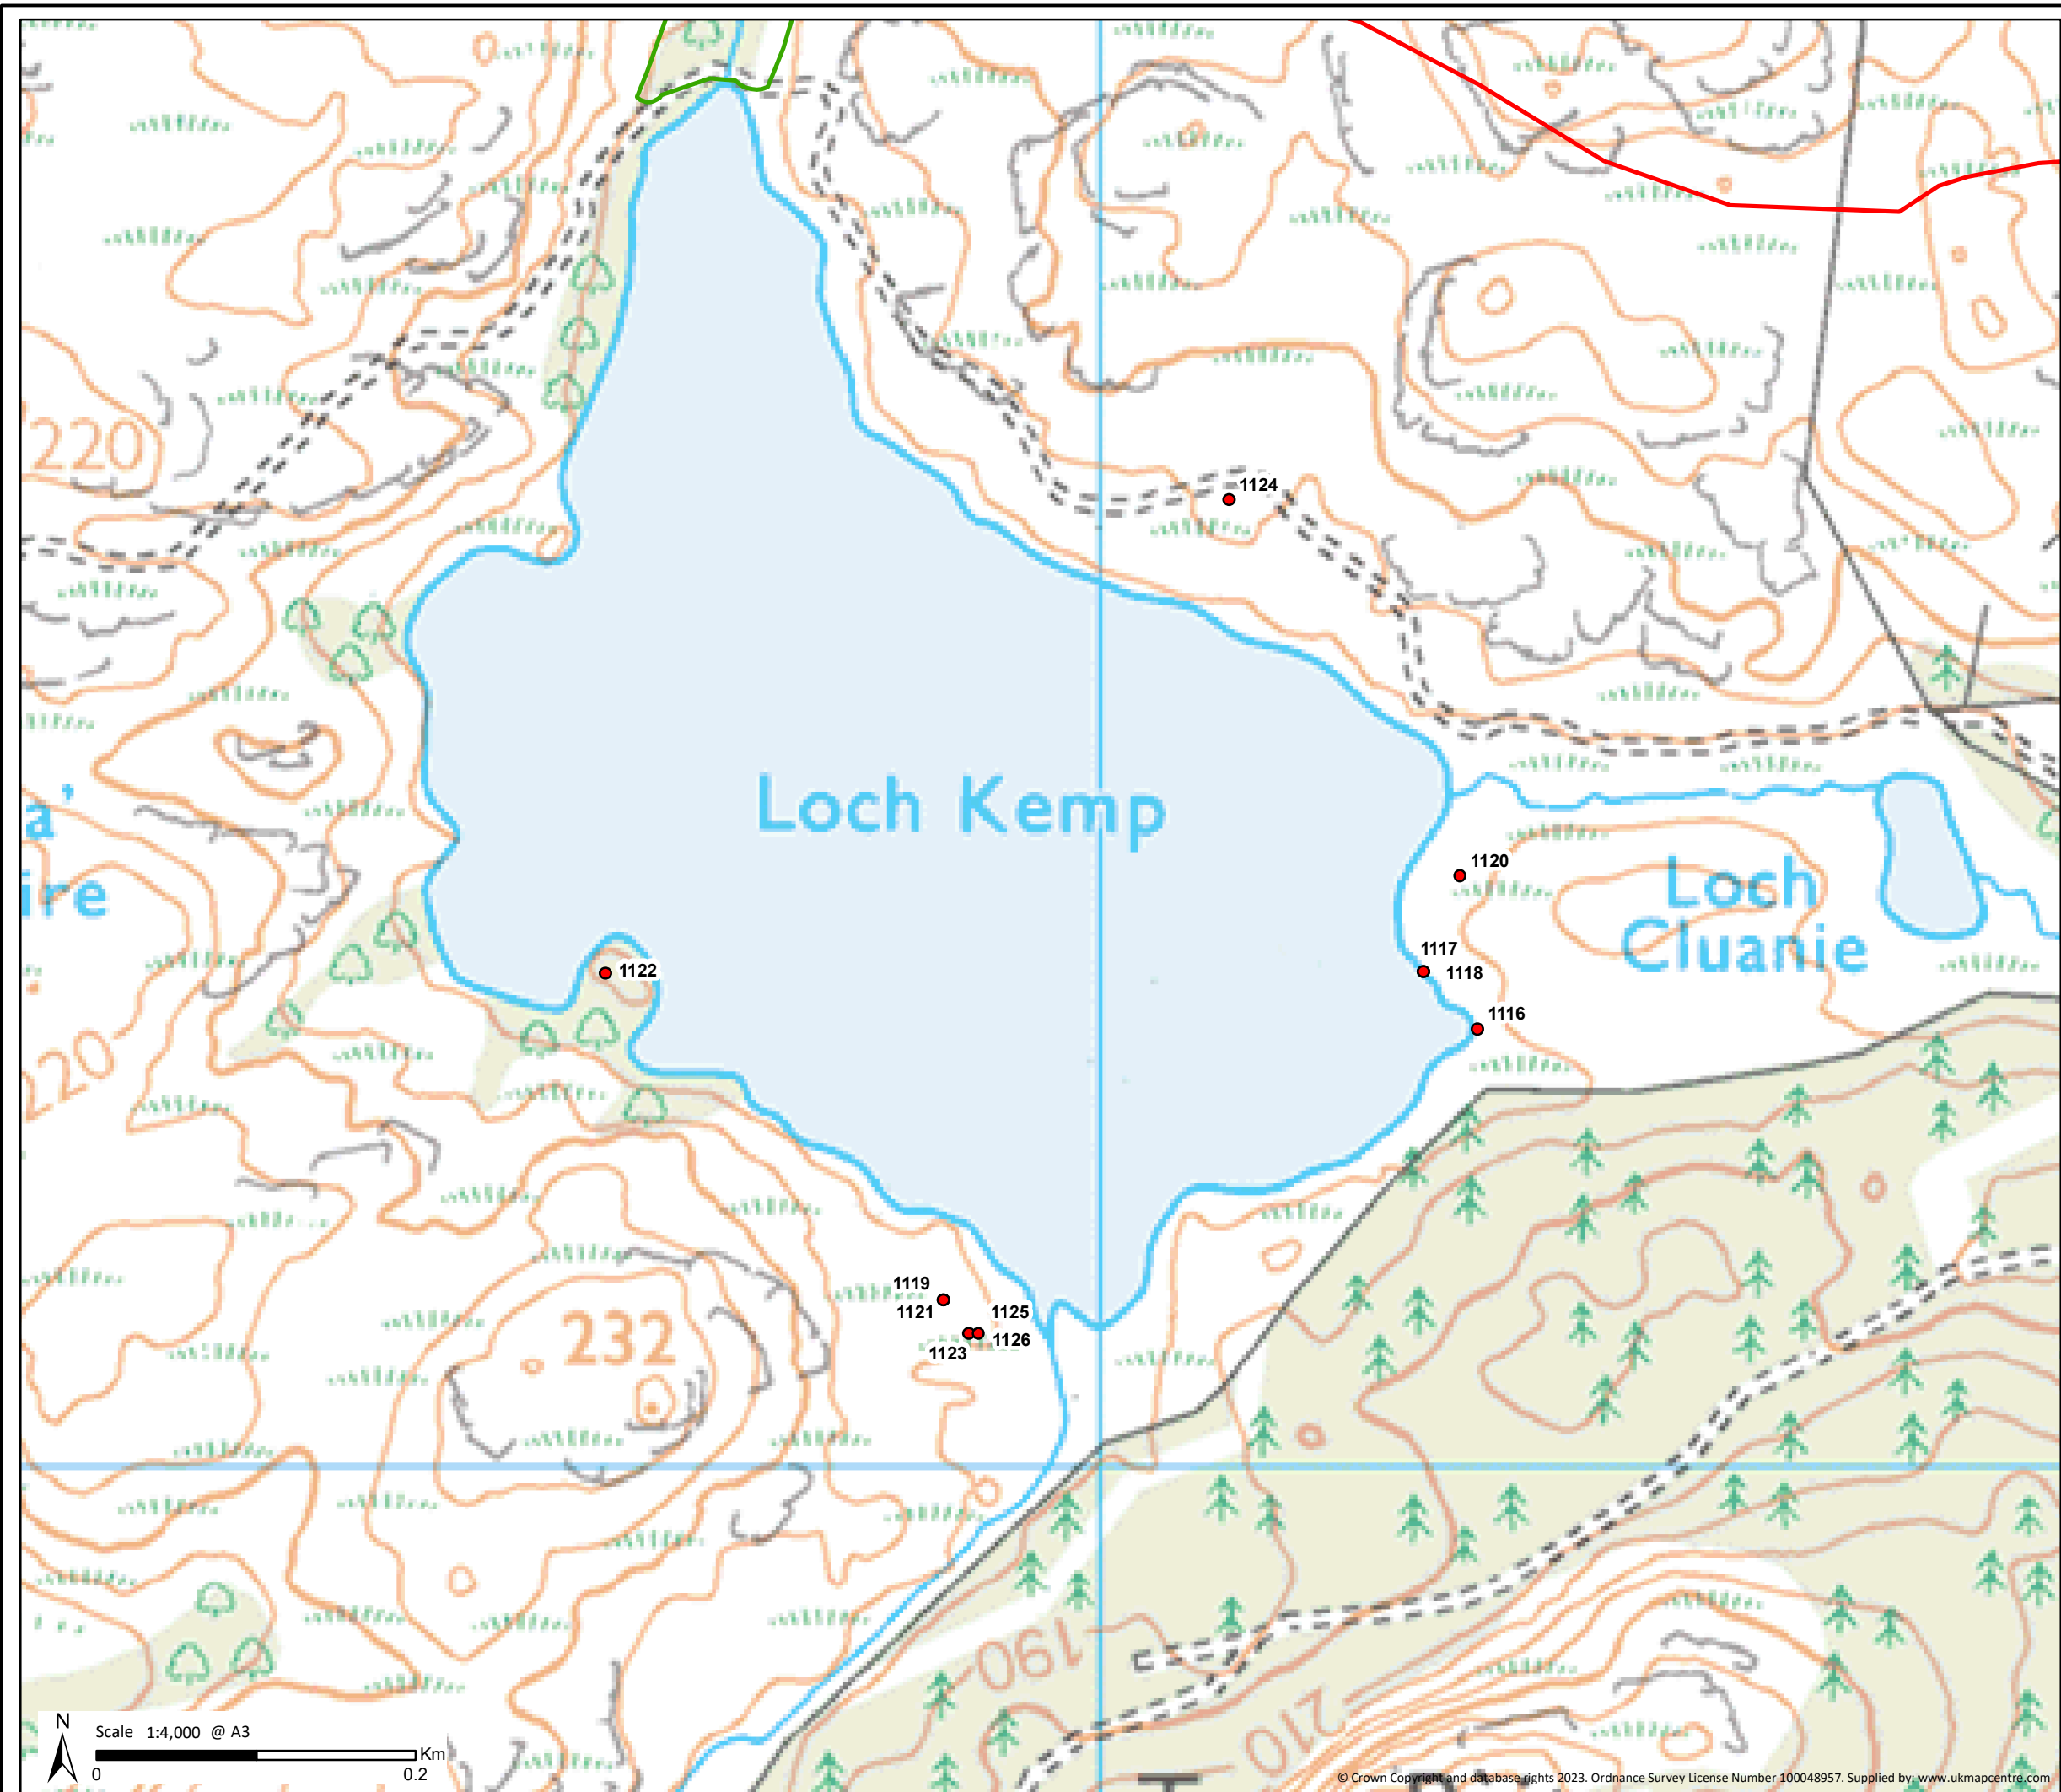 220
1124
Loch Kemp
a'
ire
1120
Loch
Cluanie
1117
1118
1122
1116
220
1119
1121
1125
1126
1123
232
190
210
N
Scale 1:4,000 @ A3
Km
0
0.2
© Crown Copyright and database rights 2023. Ordnance Survey License Number 100048957. Supplied by: www.ukmapcentre.com